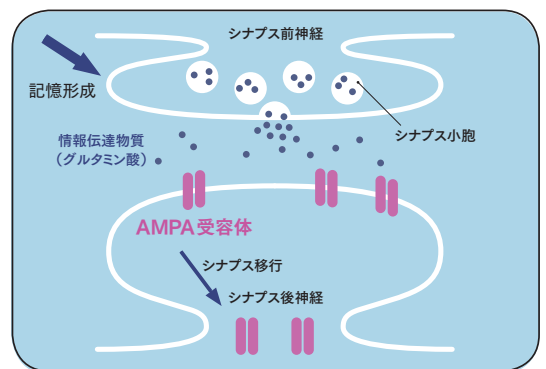 シナプス前神経
記憶形成
シナプス小胞
情報伝達物質
（グルタミン酸）
AMPA受容体
シナプス移行
シナプス後神経